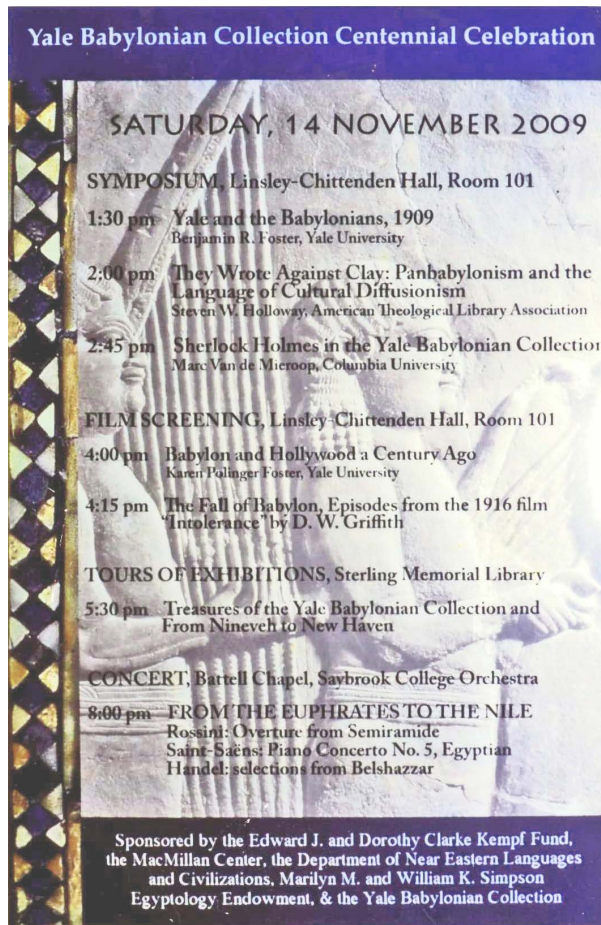 Yale Babylonian Collection Centennial Celebration
SATURDAY, 14 NOVEMBER 2009
SYMPOSIUM, Linsley-Chittenden Hall, Room 101
1:30 pm Yale and the Babylonians, 1909
Benjamin R. Foster, Yale University
2:00 pm They Wrote Against Clay: Panbabylonism and the
Language of Cultural Diffusionism
Steven W. Holloway, American Theological Library Association
2:45 pm Sherlock Holmes in the Yale Babylonian Collection
Marc Van de Mieroop, Columbia University
FILM SCREENING, Linsley-Chittenden Hall, Room 101
4:00 pm Babylon and Hollywood a Century Ago
Karen Polinger Foster, Yale University
4:15 pm The Fall of Babylon, Episodes from the 1916 film
"Intolerance" by D. W. Griffith
TOURS OF EXHIBITIONS, Sterling Memorial Library
5:30 pm Treasures of the Yale Babylonian Collection and
From Nineveh to New Haven
CONCERT, Battell Chapel, Saybrook College Orchestra
8:00 pm FROM THE EUPHRATES TO THE NILE
Rossini: Overture from Semiramide
Saint-Saëns: Piano Concerto No. 5, Egyptian
Handel: selections from Belshazzar
Sponsored by the Edward J. and Dorothy Clarke Kempf Fund,
the MacMillan Center, the Department of Near Eastern Languages
and Civilizations, Marilyn M. and William K. Simpson
Egyptology Endowment, & the Yale Babylonian Collection